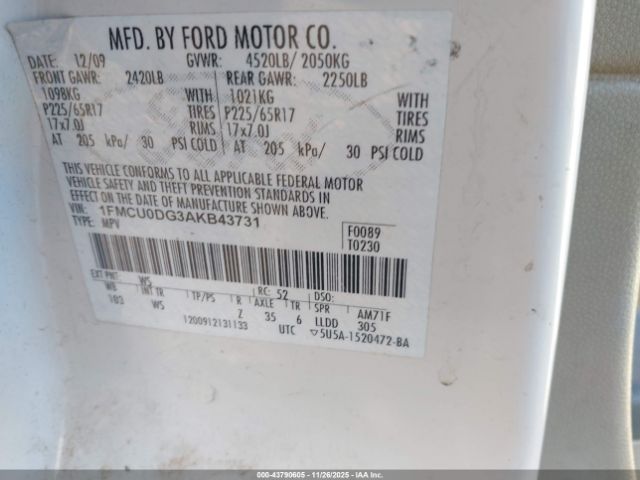 MFD. BY FORD MOTOR CO.
DATE: 12/09 GVWR: 4520LB/ 2050KG
FRONT GAWR: 2420LB REAR GAWR: 2250LB
1098KG WITH 1021KG WITH
P225/65R17 TIRES P225/65R17 TIRES
17x7.0J RIMS 17x7.0J RIMS
AT 205 kPa/ 30 PSI COLD AT 205 kPa/ 30 PSI COLD
THIS VEHICLE CONFORMS TO ALL APPLICABLE FEDERAL MOTOR
VEHICLE SAFETY AND THEFT PREVENTION STANDARDS IN
EFFECT ON THE DATE OF MANUFACTURE SHOWN ABOVE.
VIN: 1FMCU0DG3AKB43731
TYPE: MPV
F0089
T0230
EXT PNT: WS RC: 52 DSO:
WB INT TR TP/PS R AXLE TR SPR AM71F
103 WS Z 35 6 LLDD 305
1200912131133 UTC ▽5U5A-1520472-BA
000-43790605 - 11/26/2025 - IAAI.COM